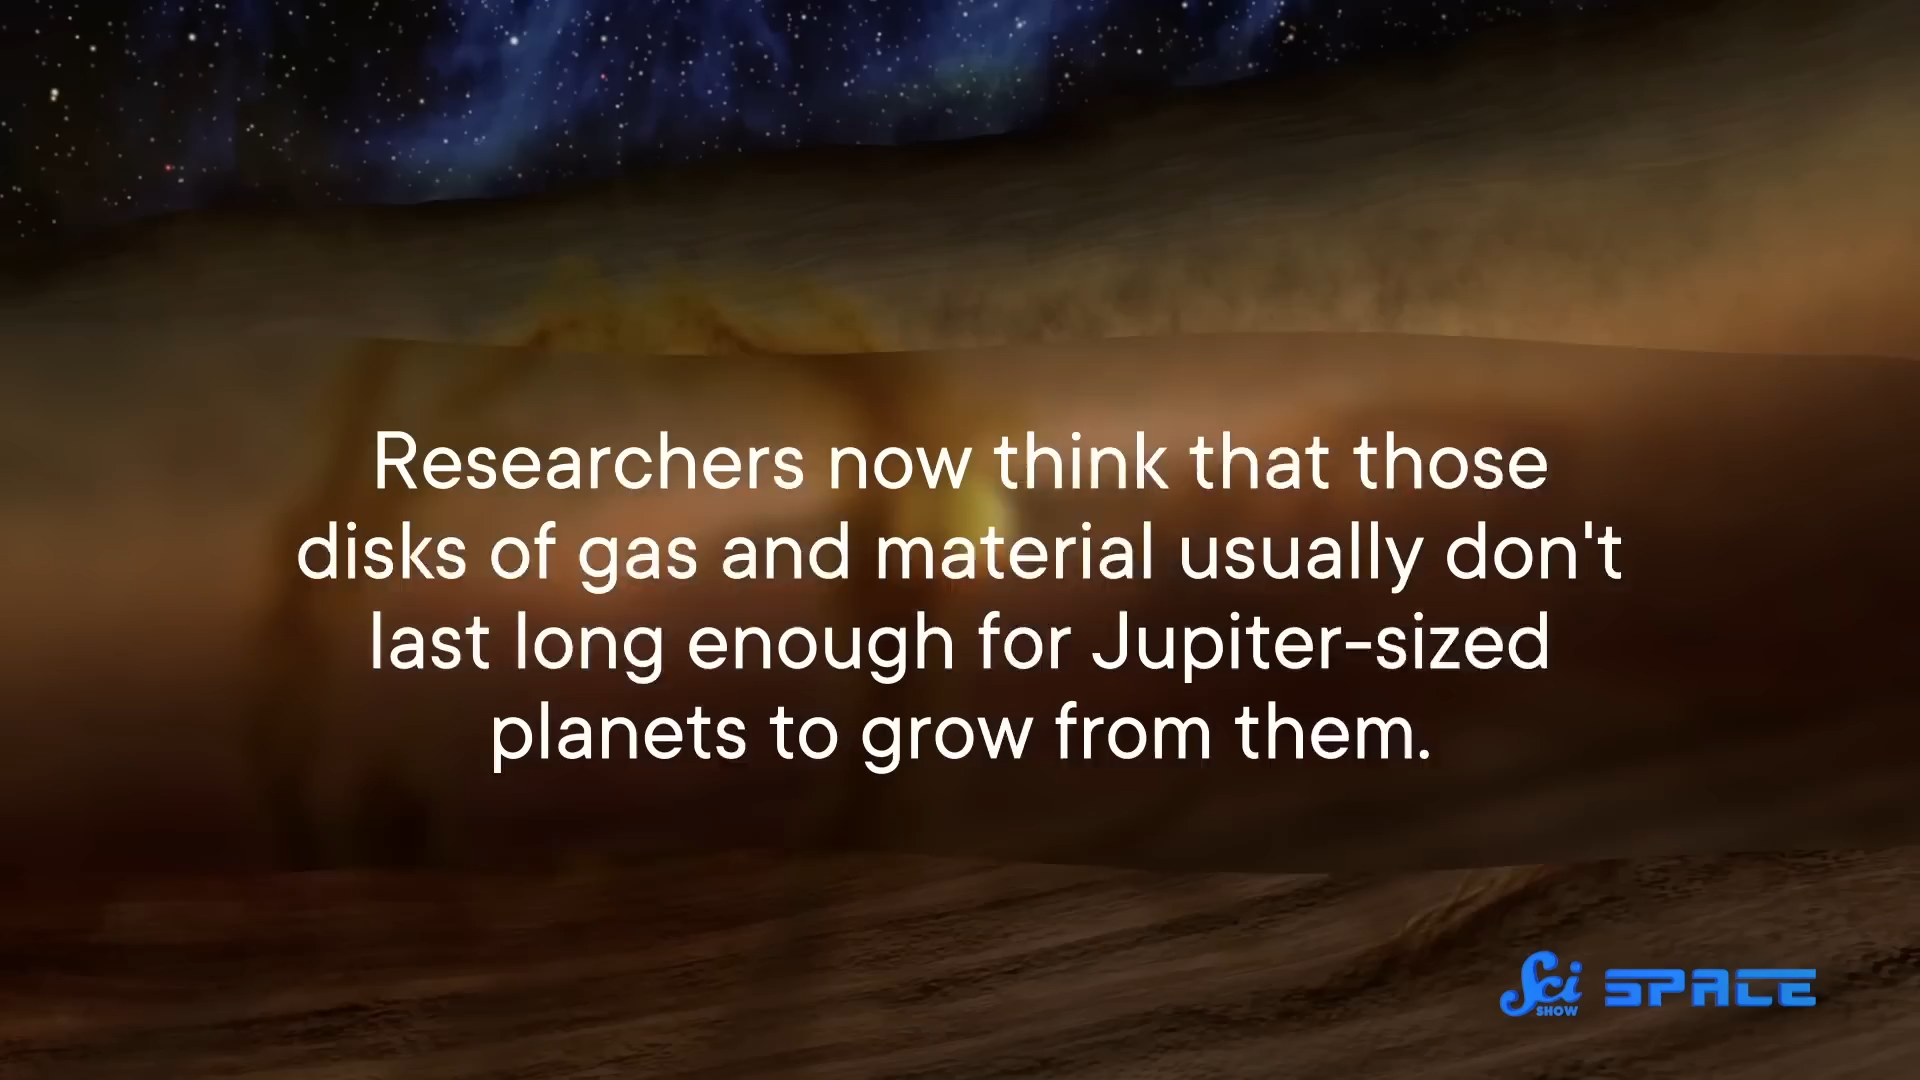 Researchers now think that those
disks of gas and material usually don't
last long enough for Jupiter-sized
planets to grow from them.
Sci SHOW SPACE